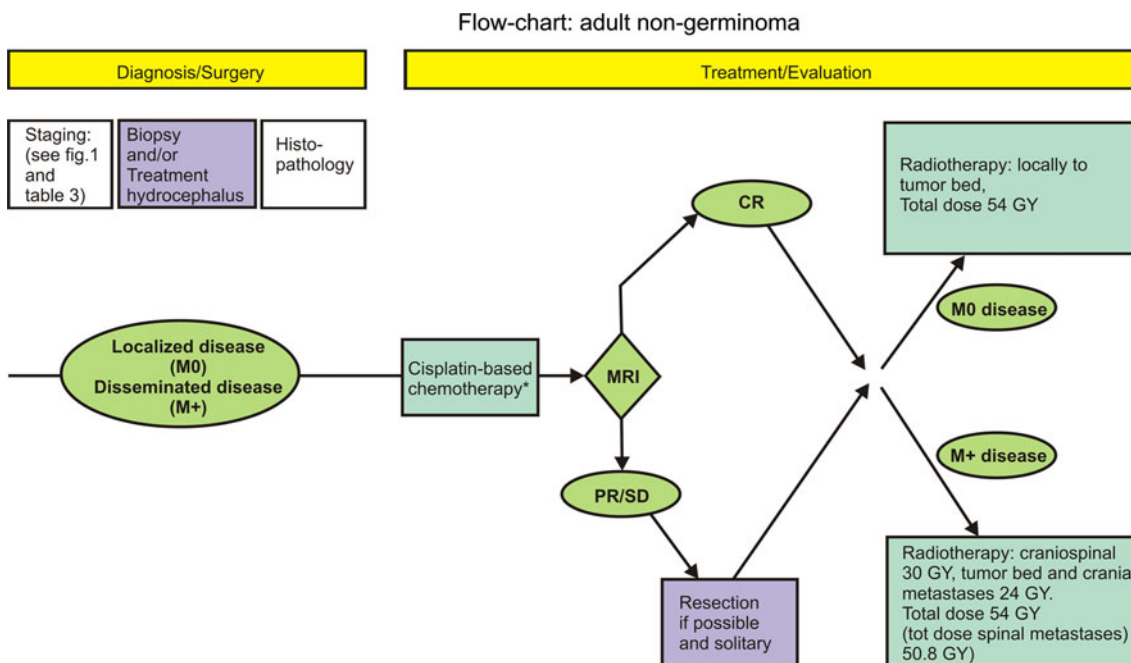 Flow-chart: adult non-germinoma
Diagnosis/Surgery
Treatment/Evaluation
Staging:
(see fig.1
and
table 3)
Biopsy
and/or
Treatment
hydrocephalus
Histo-
pathology
Radiotherapy: locally to
tumor bed,
Total dose 54 GY
CR
M0 disease
Localized disease
(M0)
Disseminated disease
(M+)
Cisplatin-based
chemotherapy*
MRI
M+ disease
PR/SD
Resection
if possible
and solitary
Radiotherapy: craniospinal
30 GY, tumor bed and crania
metastases 24 GY.
Total dose 54 GY
(tot dose spinal metastases)
50.8 GY)